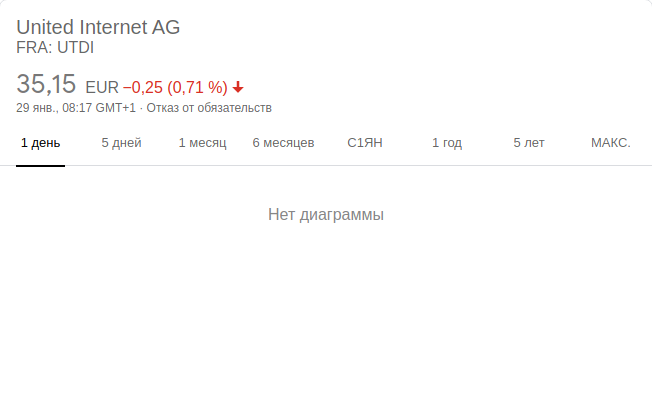 United Internet AG
FRA: UTDI
35,15 EUR −0,25 (0,71 %)
29 янв., 08:17 GMT+1 · Отказ от обязательств
1 день 5 дней 1 месяц 6 месяцев С1ЯН 1 год 5 лет МАКС.
Нет диаграммы